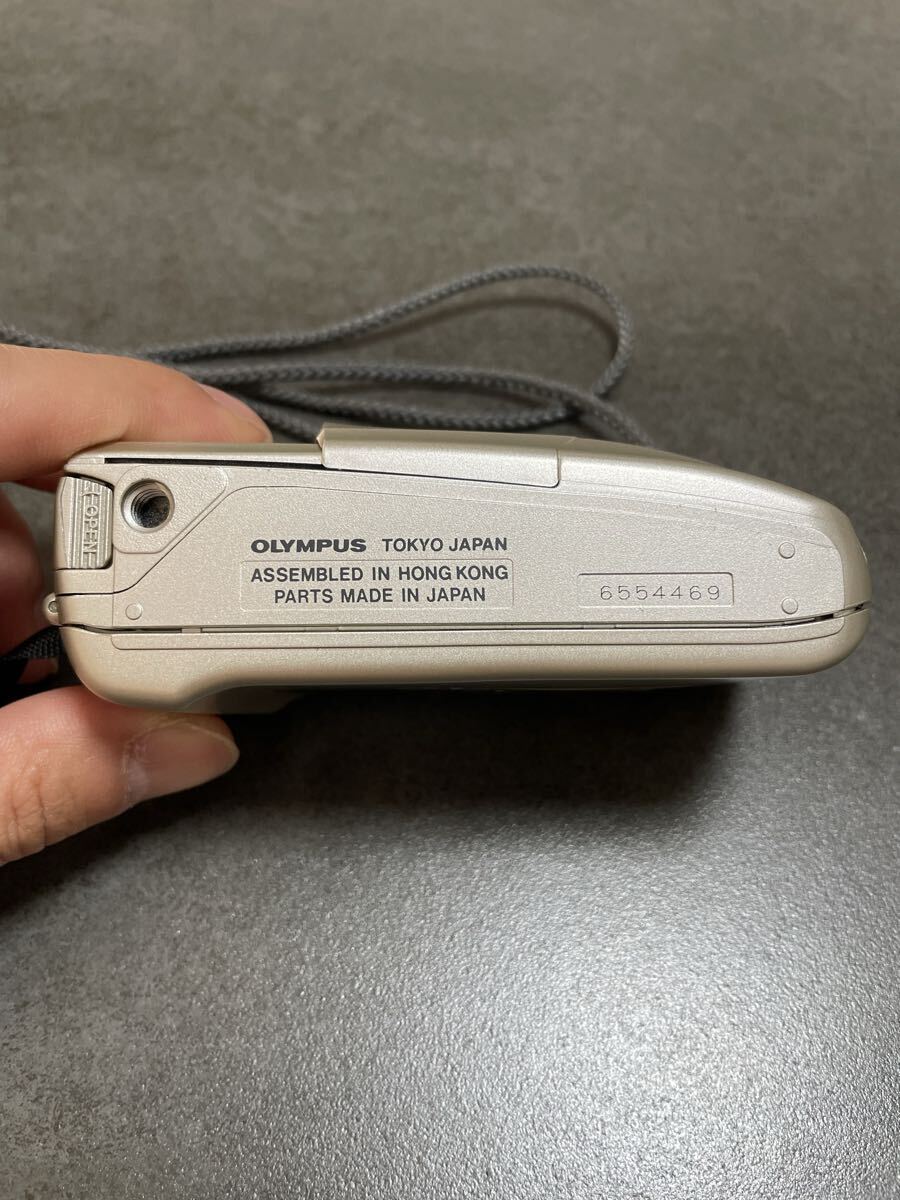 OPEN
OLYMPUS TOKYO JAPAN
ASSEMBLED IN HONG KONG
PARTS MADE IN JAPAN
6554469